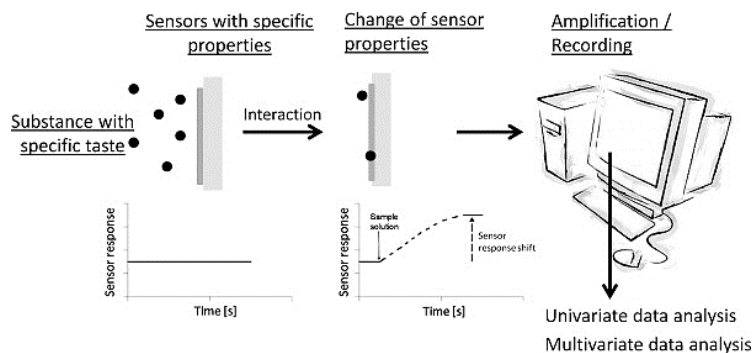 Sensors with specific
properties
Change of sensor
properties
Amplification /
Recording
Substance with
specific taste
Interaction
Sensor response
Time [s]
Sensor response
Sample
solution
Sensor
response shift
Time [s]
Univariate data analysis
Multivariate data analysis